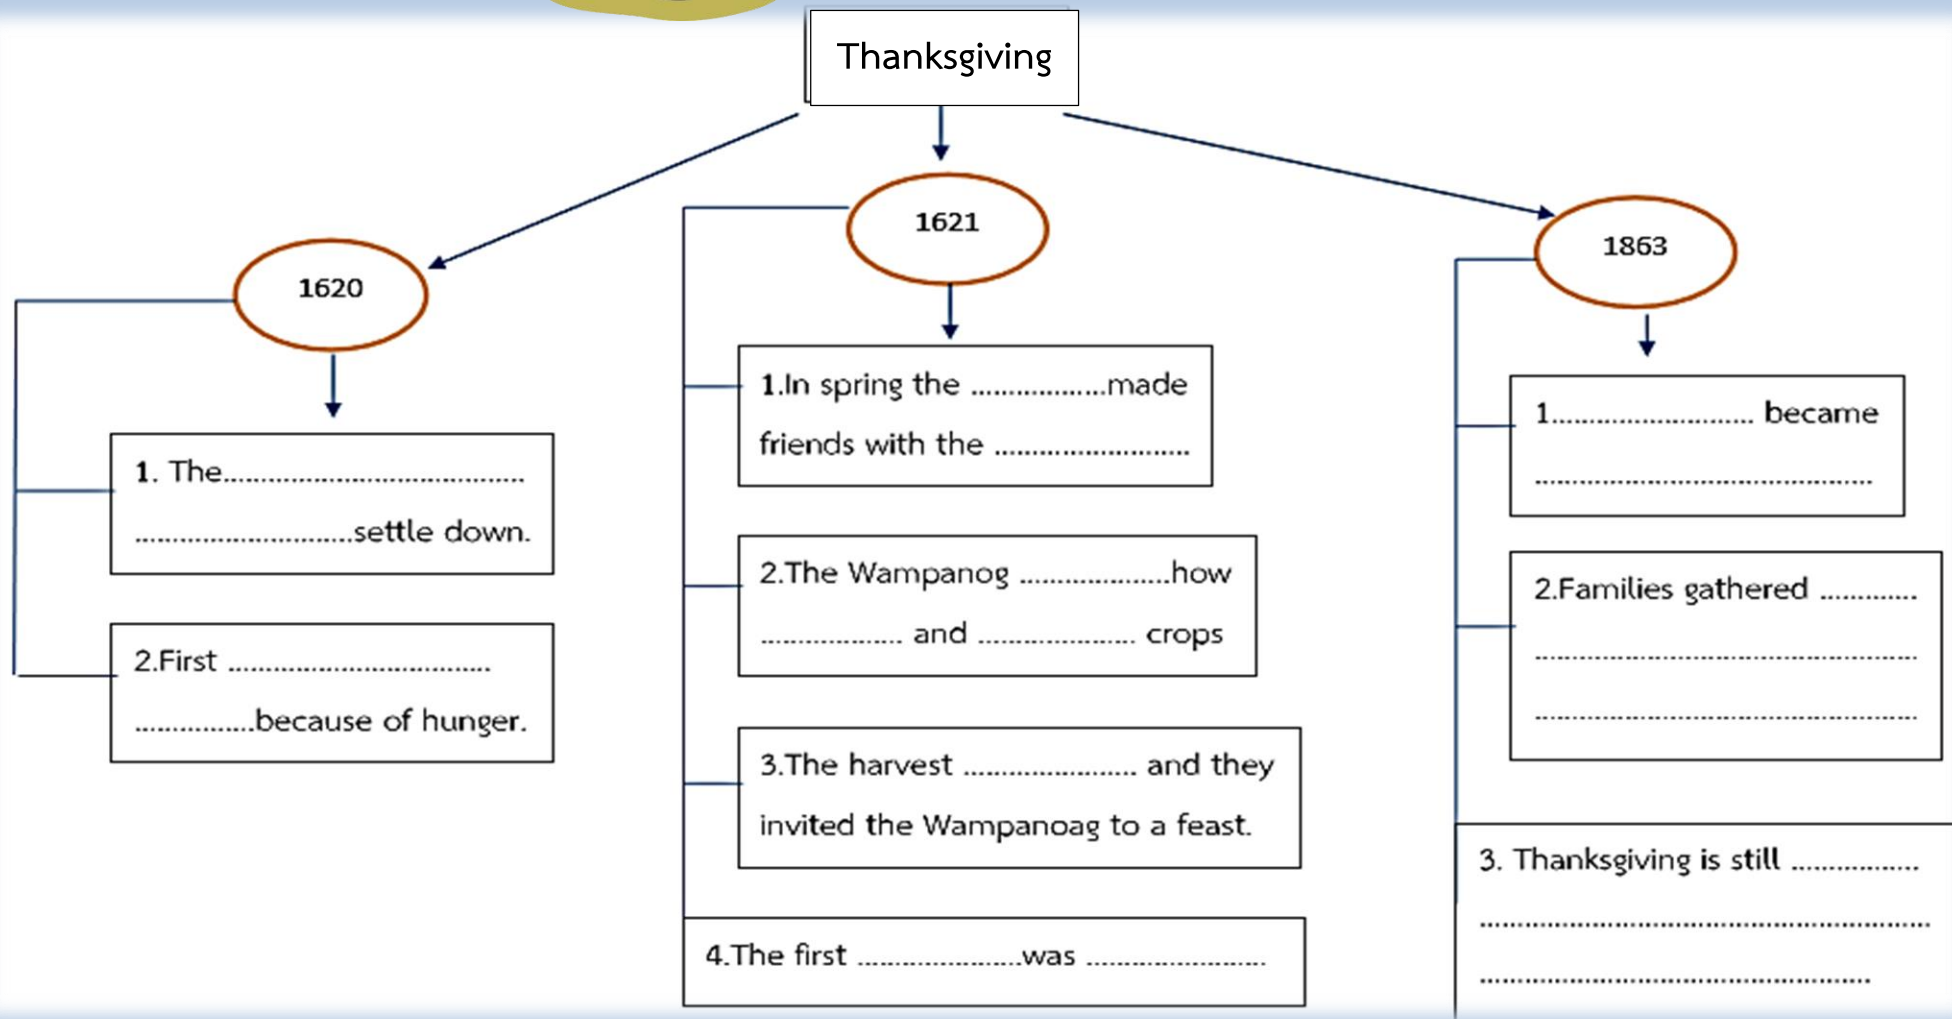 Thanksgiving
1620
1. The........................................
.............................settle down.
2.First ...................................
................because of hunger.
1621
1.In spring the ..................made
friends with the ..........................
2.The Wampanog ....................how
................... and ..................... crops
3.The harvest ....................... and they
invited the Wampanoag to a feast.
4.The first ......................was ........................
1863
1........................... became
.............................................
2.Families gathered .............
...................................................
...................................................
3. Thanksgiving is still .................
............................................................
....................................................